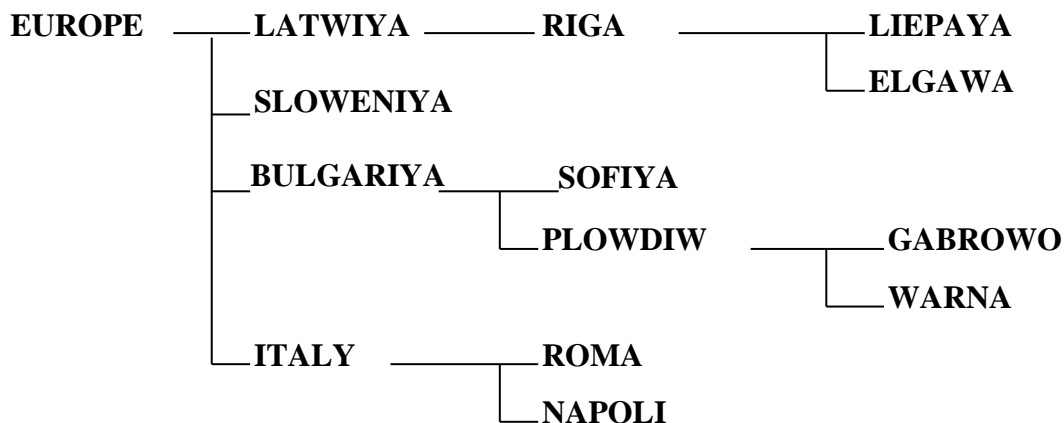 EUROPE LATWIYA RIGA LIEPAYA
ELGAWA
SLOWENIYA
BULGARIYA SOFIYA
PLOWDIW GABROWO
WARNA
ITALY ROMA
NAPOLI